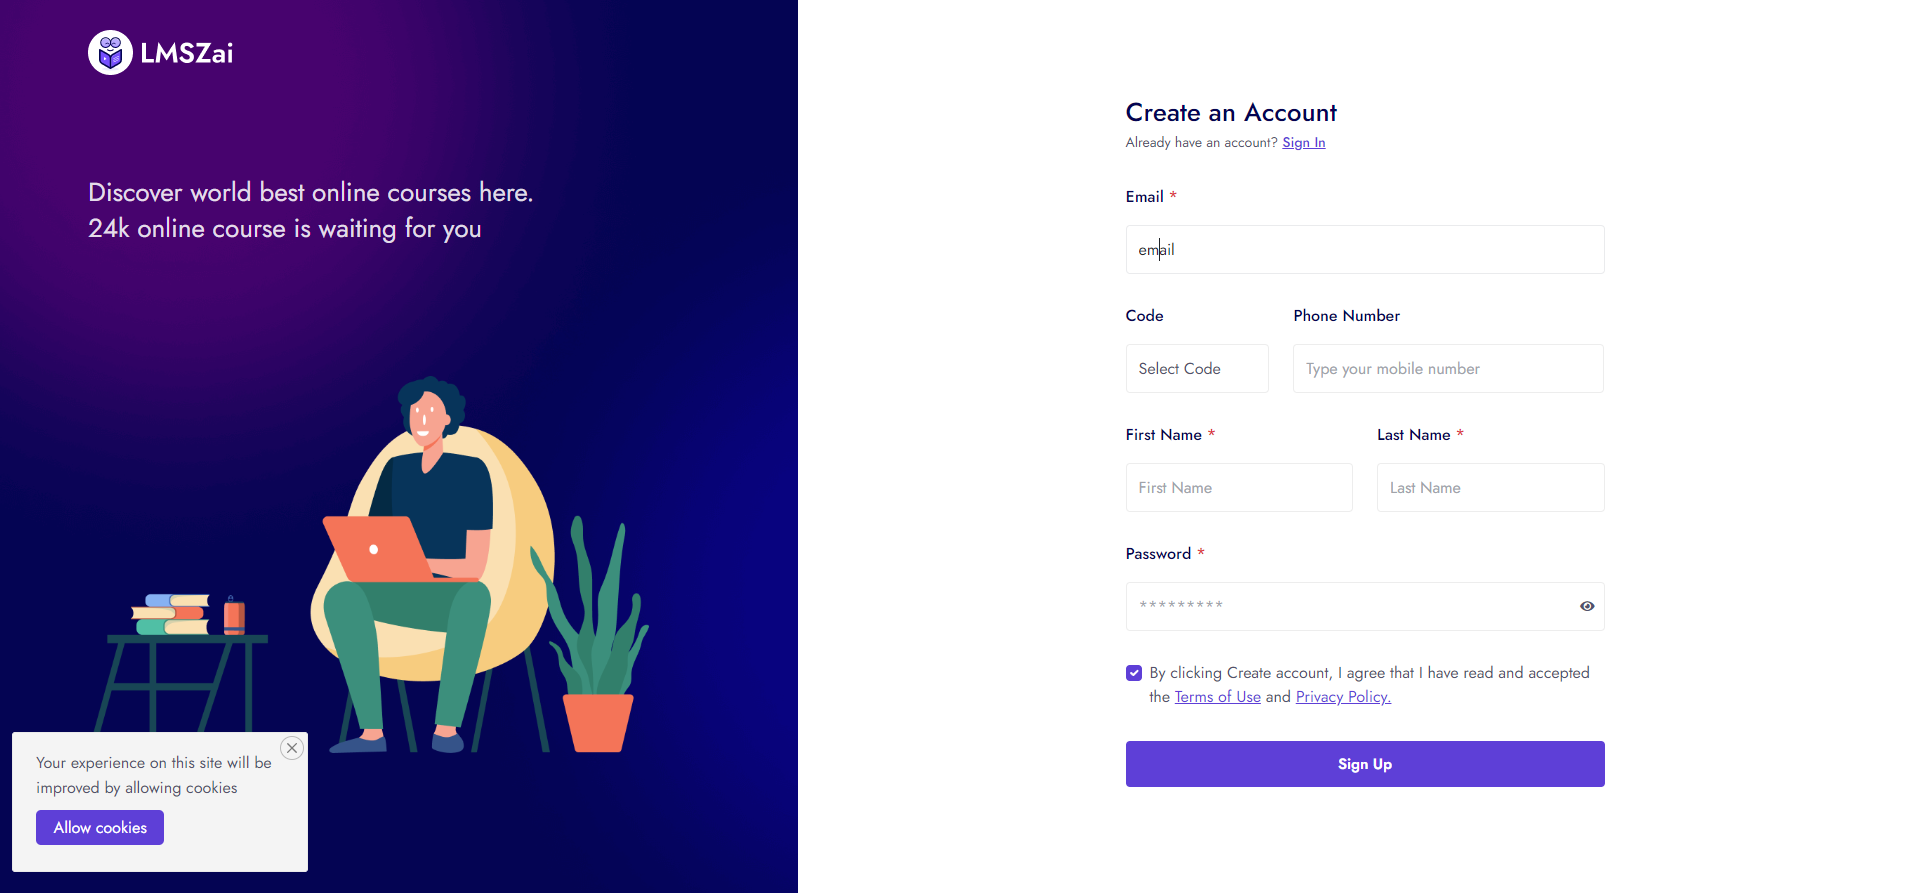 LMSZai
Discover world best online courses here.
24k online course is waiting for you
Your experience on this site will be
improved by allowing cookies
Allow cookies
Create an Account
Already have an account? Sign In
Email *
email
Code
Phone Number
Select Code
Type your mobile number
First Name *
Last Name *
First Name
Last Name
Password *
*********
By clicking Create account, I agree that I have read and accepted
the Terms of Use and Privacy Policy.
Sign Up